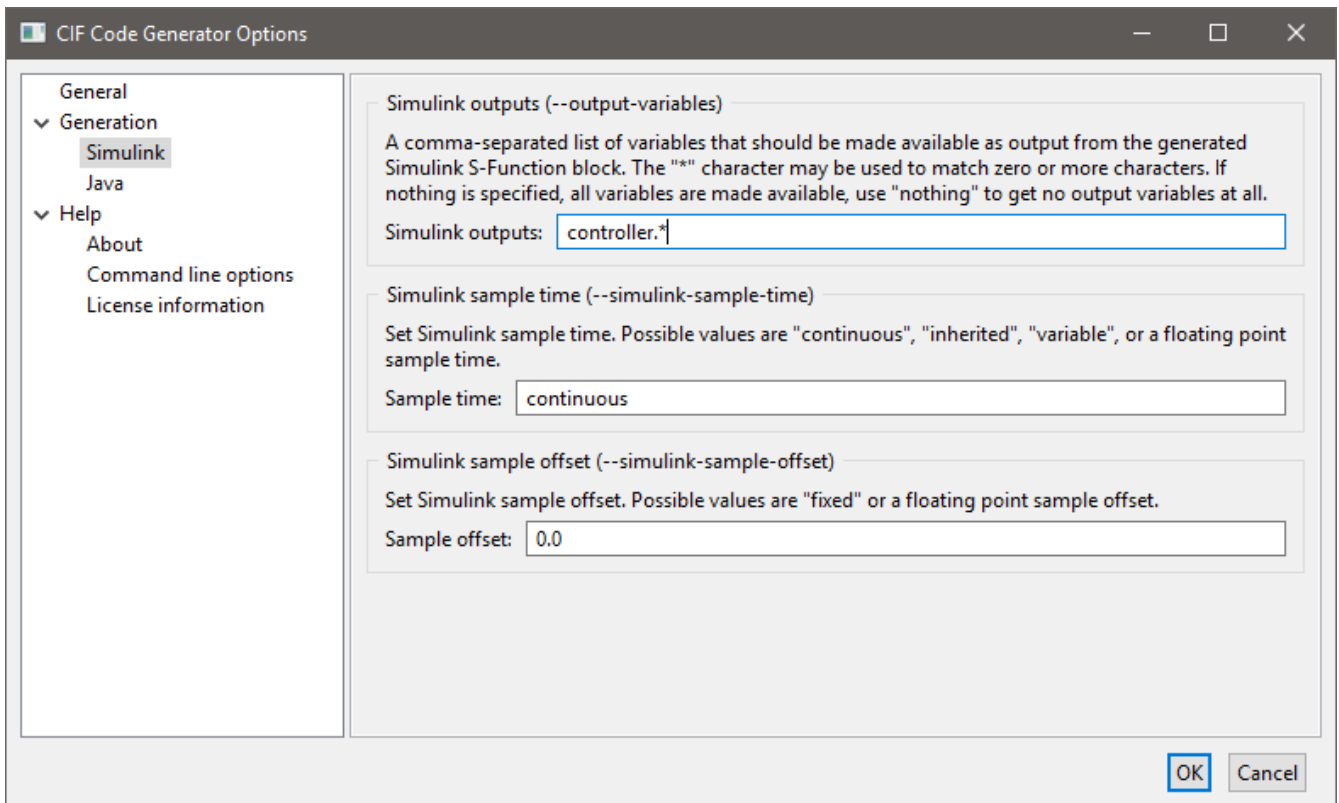 CIF Code Generator Options
General
Generation
Simulink
Java
Help
About
Command line options
License information
Simulink outputs (--output-variables)
A comma-separated list of variables that should be made available as output from the generated
Simulink S-Function block. The "*" character may be used to match zero or more characters. If
nothing is specified, all variables are made available, use "nothing" to get no output variables at all.
Simulink outputs: controller.*
Simulink sample time (--simulink-sample-time)
Set Simulink sample time. Possible values are "continuous", "inherited", "variable", or a floating point
sample time.
Sample time: continuous
Simulink sample offset (--simulink-sample-offset)
Set Simulink sample offset. Possible values are "fixed" or a floating point sample offset.
Sample offset: 0.0
OK Cancel